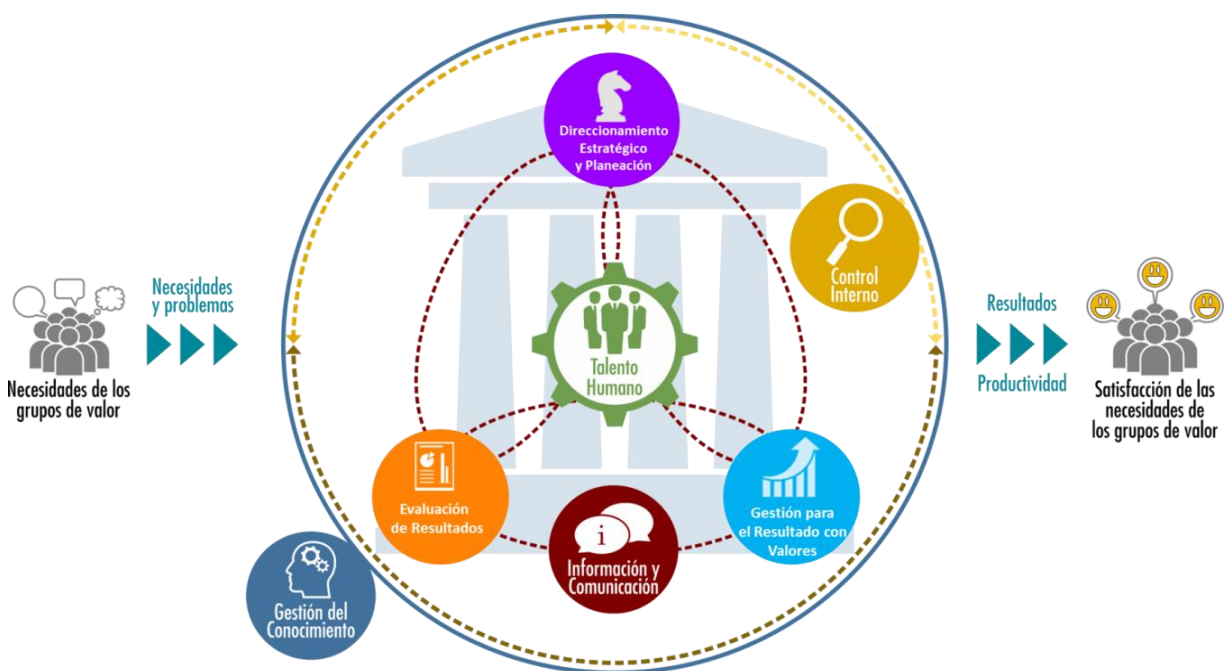 Direccionamiento
Estratégico
y Planeación
Control
Interno
Necesidades
y problemas
Necesidades de los
grupos de valor
Talento
Humano
Resultados
Productividad
Satisfacción de las
necesidades de
los grupos de valor
Evaluación
de Resultados
i
Información y
Comunicación
Gestión para
el Resultado con
Valores
Gestión del
Conocimiento